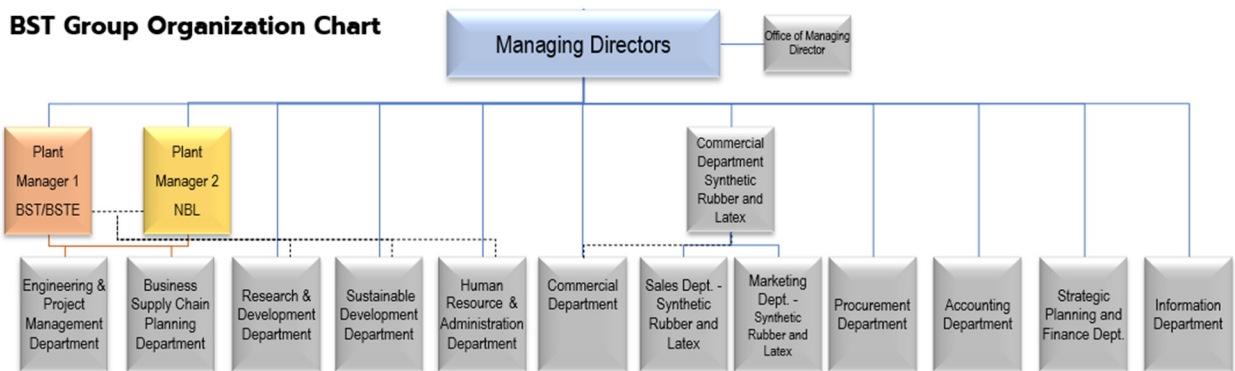 BST Group Organization Chart
Managing Directors
Office of Managing
Director
Plant
Manager 1
BST/BSTE
Plant
Manager 2
NBL
Commercial
Department
Synthetic
Rubber and
Latex
Engineering &
Project
Management
Department
Business
Supply Chain
Planning
Department
Research &
Development
Department
Sustainable
Development
Department
Human
Resource &
Administration
Department
Commercial
Department
Sales Dept. -
Synthetic
Rubber and
Latex
Marketing
Dept. -
Synthetic
Rubber and
Latex
Procurement
Department
Accounting
Department
Strategic
Planning and
Finance Dept.
Information
Department